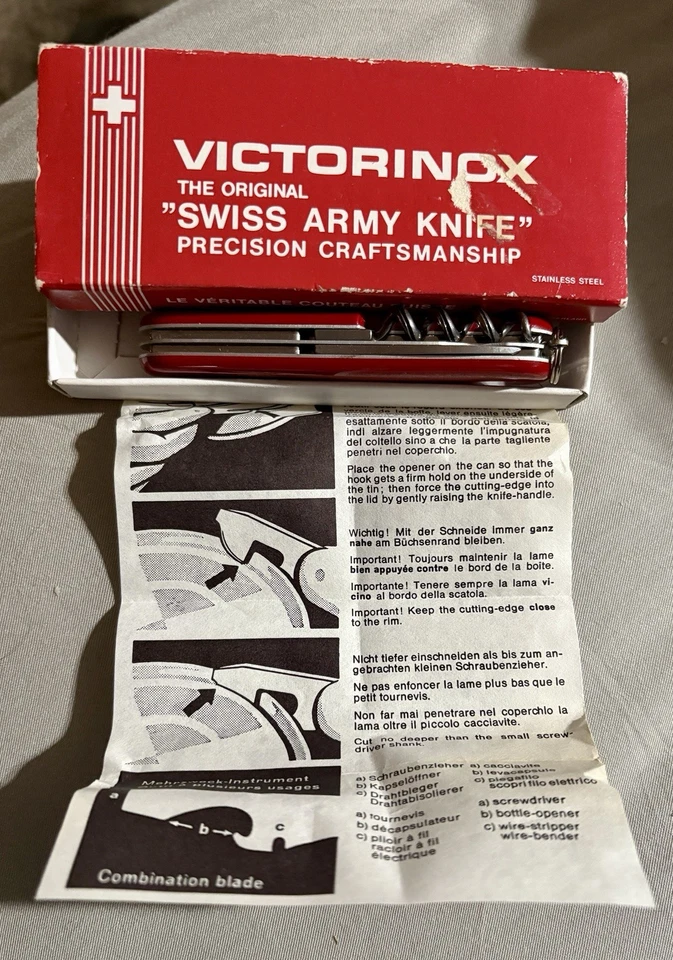 VICTORINOX
THE ORIGINAL
”SWISS ARMY KNIFE”
PRECISION CRAFTSMANSHIP
STAINLESS STEEL
LE VÉRITABLE COUTEAU
esattamente sotto il bordo della scatola,
indi alzare leggermente l'impugnatura
del coltello sino a che la parte tagliente
penetri nel coperchio.
Place the opener on the can so that the
hook gets a firm hold on the underside of
the tin; then force the cutting-edge into
the lid by gently raising the knife-handle.
Wichtig! Mit der Schneide immer ganz
nahe am Büchsenrand bleiben.
Important! Toujours maintenir la lame
bien appuyée contre le bord de la boîte.
Importante! Tenere sempre la lama vi-
cino al bordo della scatola.
Important! Keep the cutting-edge close
to the rim.
Nicht tiefer einschneiden als bis zum an-
gebrachten kleinen Schraubenzieher.
Ne pas enfoncer la lame plus bas que le
petit tournevis.
Non far mai penetrare nel coperchio la
lama oltre il piccolo cacciavite.
Cut no deeper than the small screw-
driver shank.
Mehrzweck-Instrument
plusieurs usages
a
b
c
Combination blade
a) Schraubenzieher
b) Kapselöffner
c) Drahtbieger
Drahtabisolierer
a) tournevis
b) décapsulateur
c) plioir à fil
racloir à fil
électrique
a) cacciavite
b) levacapsule
c) piegafilo
scoprifilo elettrico
a) screwdriver
b) bottle-opener
c) wire-stripper
wire-bender